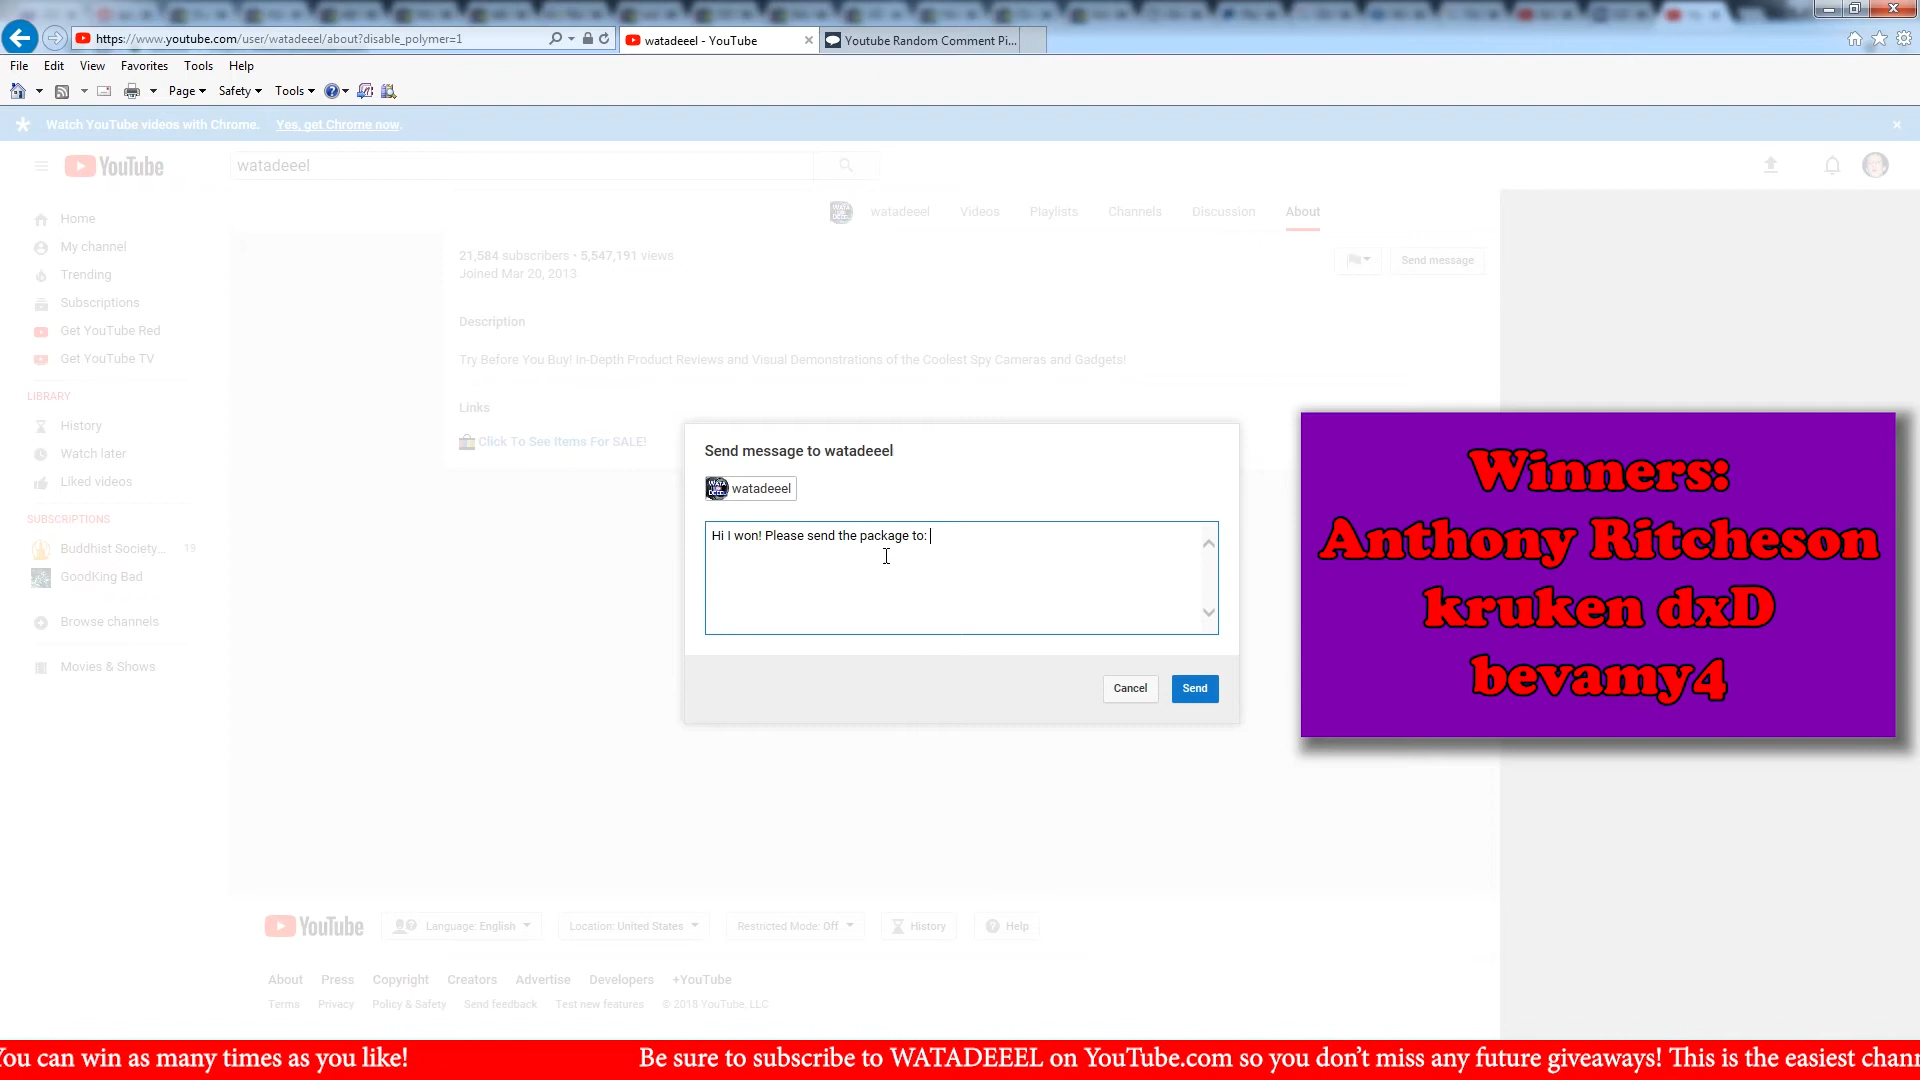 https://www.youtube.com/user/watadeeel/about?disable_polymer=1
watadeeel - YouTube
Youtube Random Comment Pi...
File Edit View Favorites Tools Help
Page Safety Tools
Watch YouTube videos with Chrome. Yes, get Chrome now.
YouTube
watadeeel
Home
My channel
Trending
Subscriptions
Get YouTube Red
Get YouTube TV
LIBRARY
History
Watch later
Liked videos
SUBSCRIPTIONS
Buddhist Society... 19
GoodKing Bad
Browse channels
Movies & Shows
watadeeel Videos Playlists Channels Discussion About
21,584 subscribers • 5,547,191 views
Joined Mar 20, 2013
Send message
Description
Try Before You Buy! In-Depth Product Reviews and Visual Demonstrations of the Coolest Spy Cameras and Gadgets!
Links
Click To See Items For SALE!
Send message to watadeeel
watadeeel
Hi I won! Please send the package to:
Cancel Send
Winners:
Anthony Ritcheson
kruken dxD
bevamy4
YouTube Language: English Location: United States Restricted Mode: Off History Help
About Press Copyright Creators Advertise Developers +YouTube
Terms Privacy Policy & Safety Send feedback Test new features © 2018 YouTube, LLC
You can win as many times as you like! Be sure to subscribe to WATADEEEL on YouTube.com so you don't miss any future giveaways! This is the easiest